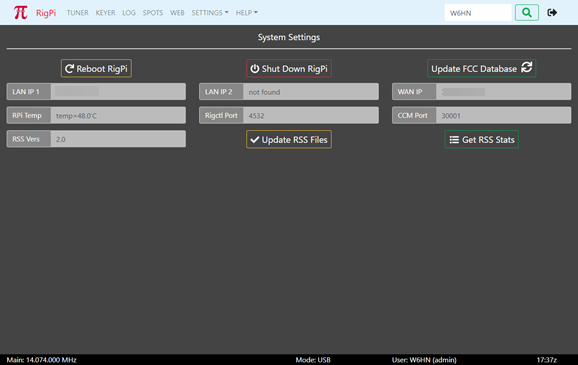 RigPi TUNER KEYER LOG SPOTS WEB SETTINGS HELP W6HN
System Settings
Reboot RigPi Shut Down RigPi Update FCC Database
LAN IP 1 LAN IP 2 not found WAN IP
RPi Temp temp=48.0'C Rigctl Port 4532 CCM Port 30001
RSS Vers 2.0 Update RSS Files Get RSS Stats
Main: 14.074.000 MHz Mode: USB User: W6HN (admin) 17:37z